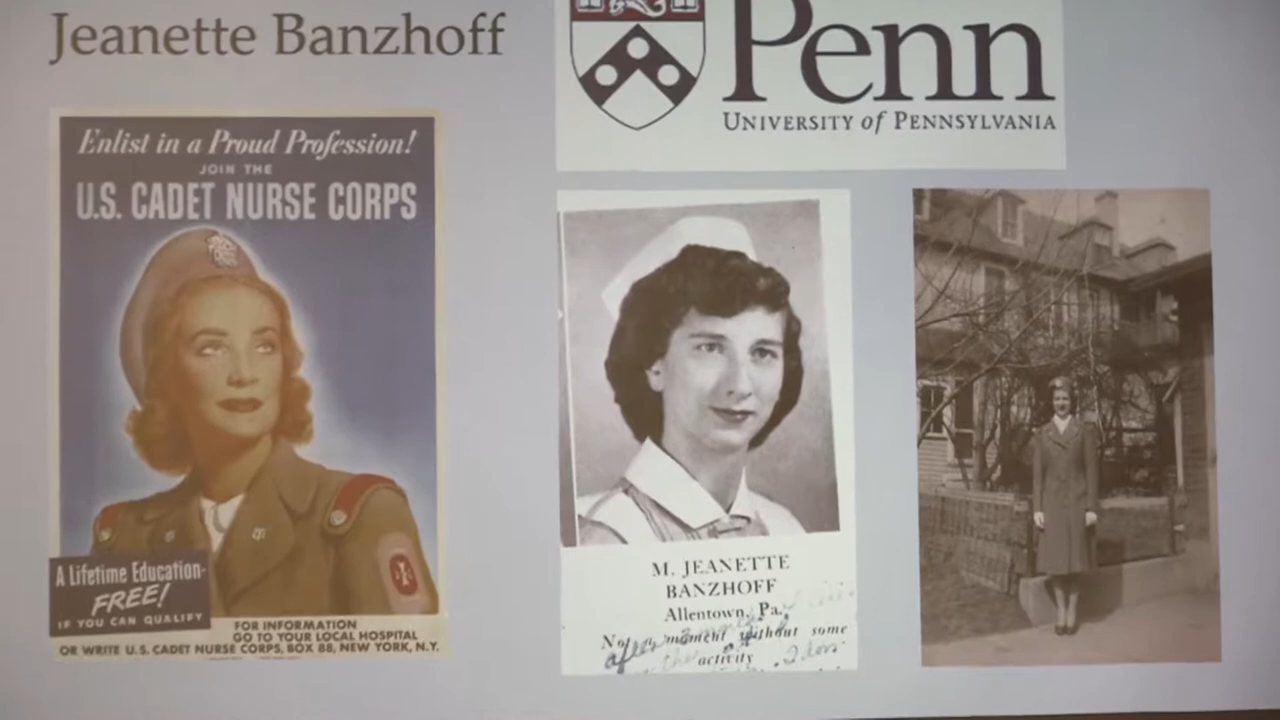 Jeanette Banzhoff
Penn
UNIVERSITY of PENNSYLVANIA
Enlist in a Proud Profession!
JOIN THE
U.S. CADET NURSE CORPS
A Lifetime Education-
FREE!
IF YOU CAN QUALIFY
FOR INFORMATION
GO TO YOUR LOCAL HOSPITAL
OR WRITE U.S. CADET NURSE CORPS, BOX 88, NEW YORK, N.Y.
M. JEANETTE
BANZHOFF
Allentown, Pa.
Not a moment without some
activity